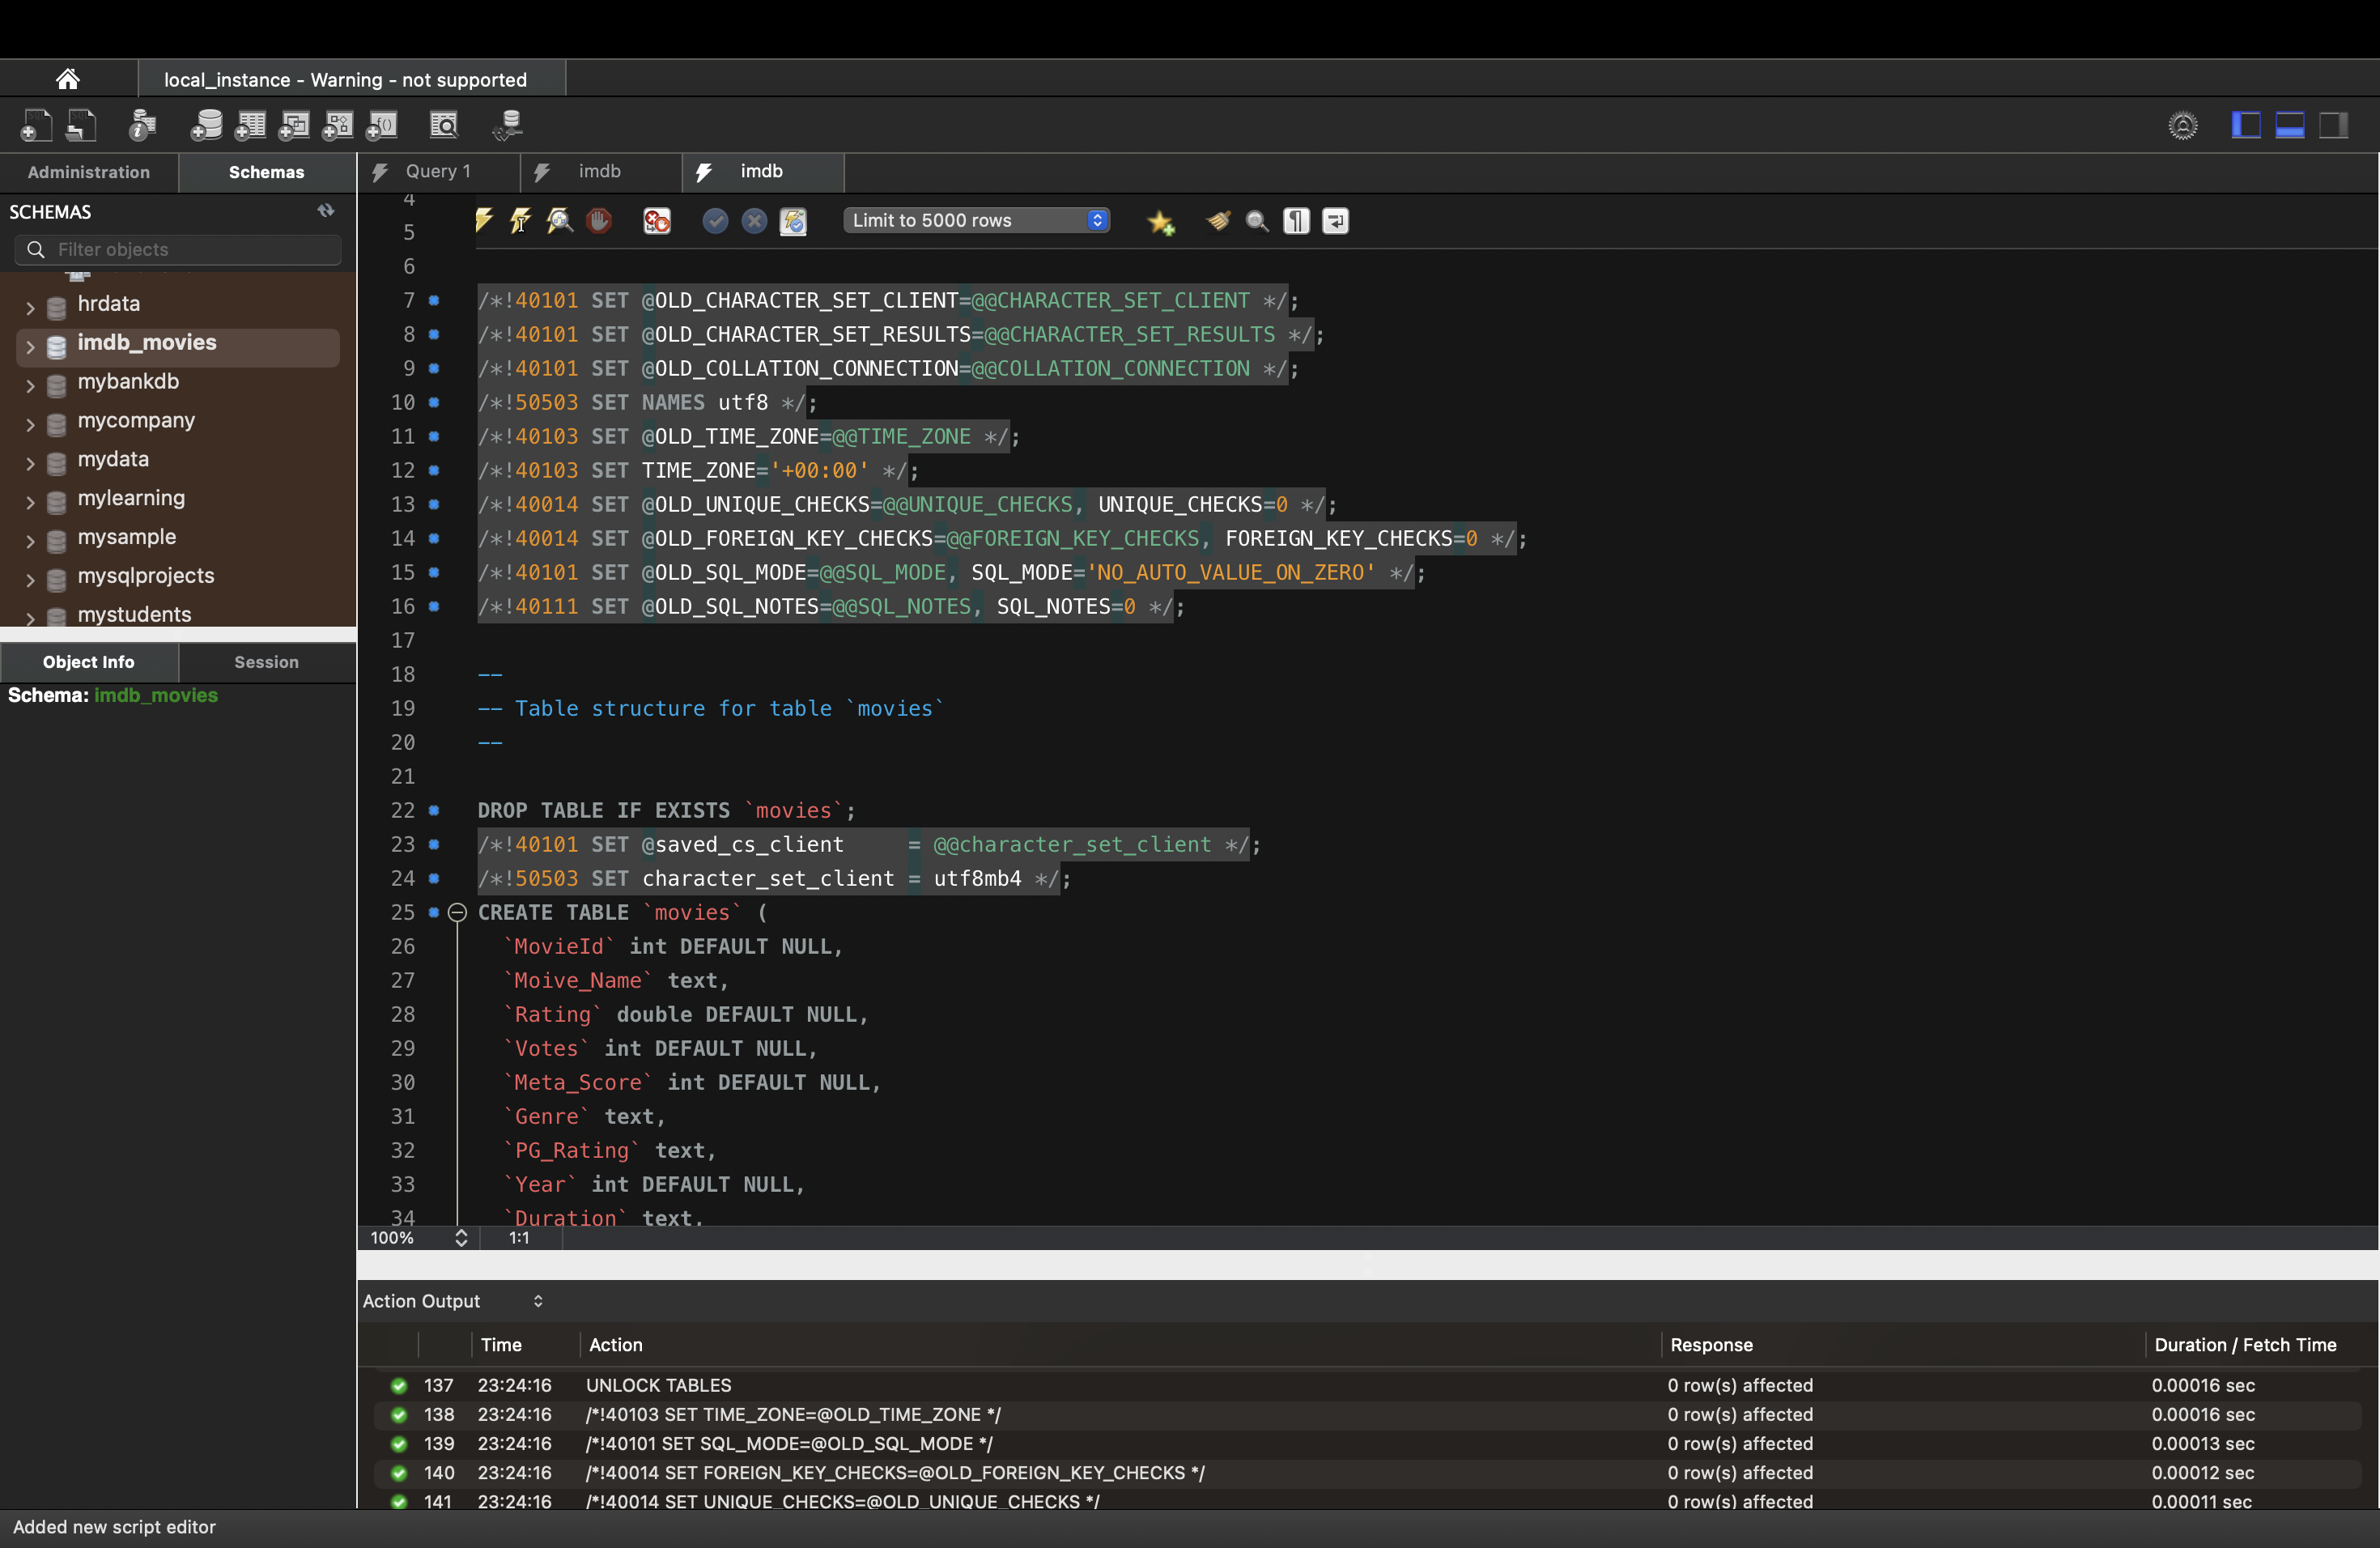 local_instance - Warning - not supported
Administration
Schemas
Query 1
imdb
imdb
SCHEMAS
Filter objects
hrdata
imdb_movies
mybankdb
mycompany
mydata
mylearning
mysample
mysqlprojects
mystudents
Object Info
Session
Schema: imdb_movies
Limit to 5000 rows
4
5
6
7 /*!40101 SET @OLD_CHARACTER_SET_CLIENT=@@CHARACTER_SET_CLIENT */;
8 /*!40101 SET @OLD_CHARACTER_SET_RESULTS=@@CHARACTER_SET_RESULTS */;
9 /*!40101 SET @OLD_COLLATION_CONNECTION=@@COLLATION_CONNECTION */;
10 /*!50503 SET NAMES utf8 */;
11 /*!40103 SET @OLD_TIME_ZONE=@@TIME_ZONE */;
12 /*!40103 SET TIME_ZONE='+00:00' */;
13 /*!40014 SET @OLD_UNIQUE_CHECKS=@@UNIQUE_CHECKS, UNIQUE_CHECKS=0 */;
14 /*!40014 SET @OLD_FOREIGN_KEY_CHECKS=@@FOREIGN_KEY_CHECKS, FOREIGN_KEY_CHECKS=0 */;
15 /*!40101 SET @OLD_SQL_MODE=@@SQL_MODE, SQL_MODE='NO_AUTO_VALUE_ON_ZERO' */;
16 /*!40111 SET @OLD_SQL_NOTES=@@SQL_NOTES, SQL_NOTES=0 */;
17
18 --
19 -- Table structure for table `movies`
20 --
21
22 DROP TABLE IF EXISTS `movies`;
23 /*!40101 SET @saved_cs_client     = @@character_set_client */;
24 /*!50503 SET character_set_client = utf8mb4 */;
25 CREATE TABLE `movies` (
26 `MovieId` int DEFAULT NULL,
27 `Moive_Name` text,
28 `Rating` double DEFAULT NULL,
29 `Votes` int DEFAULT NULL,
30 `Meta_Score` int DEFAULT NULL,
31 `Genre` text,
32 `PG_Rating` text,
33 `Year` int DEFAULT NULL,
34 `Duration` text,
100% 1:1
Action Output
Time Action Response Duration / Fetch Time
137 23:24:16 UNLOCK TABLES 0 row(s) affected 0.00016 sec
138 23:24:16 /*!40103 SET TIME_ZONE=@OLD_TIME_ZONE */ 0 row(s) affected 0.00016 sec
139 23:24:16 /*!40101 SET SQL_MODE=@OLD_SQL_MODE */ 0 row(s) affected 0.00013 sec
140 23:24:16 /*!40014 SET FOREIGN_KEY_CHECKS=@OLD_FOREIGN_KEY_CHECKS */ 0 row(s) affected 0.00012 sec
141 23:24:16 /*!40014 SET UNIQUE_CHECKS=@OLD_UNIQUE_CHECKS */ 0 row(s) affected 0.00011 sec
Added new script editor